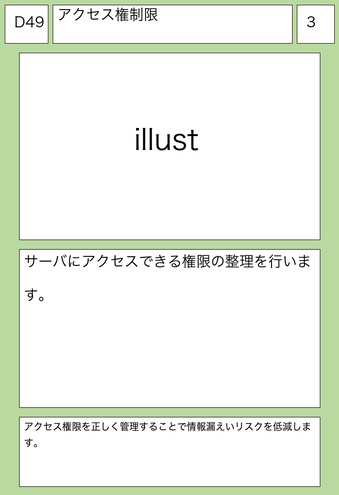 D49
アクセス権制限
3
illust
サーバにアクセスできる権限の整理を行いま
す。
アクセス権限を正しく管理することで情報漏えいリスクを低減しま
す。